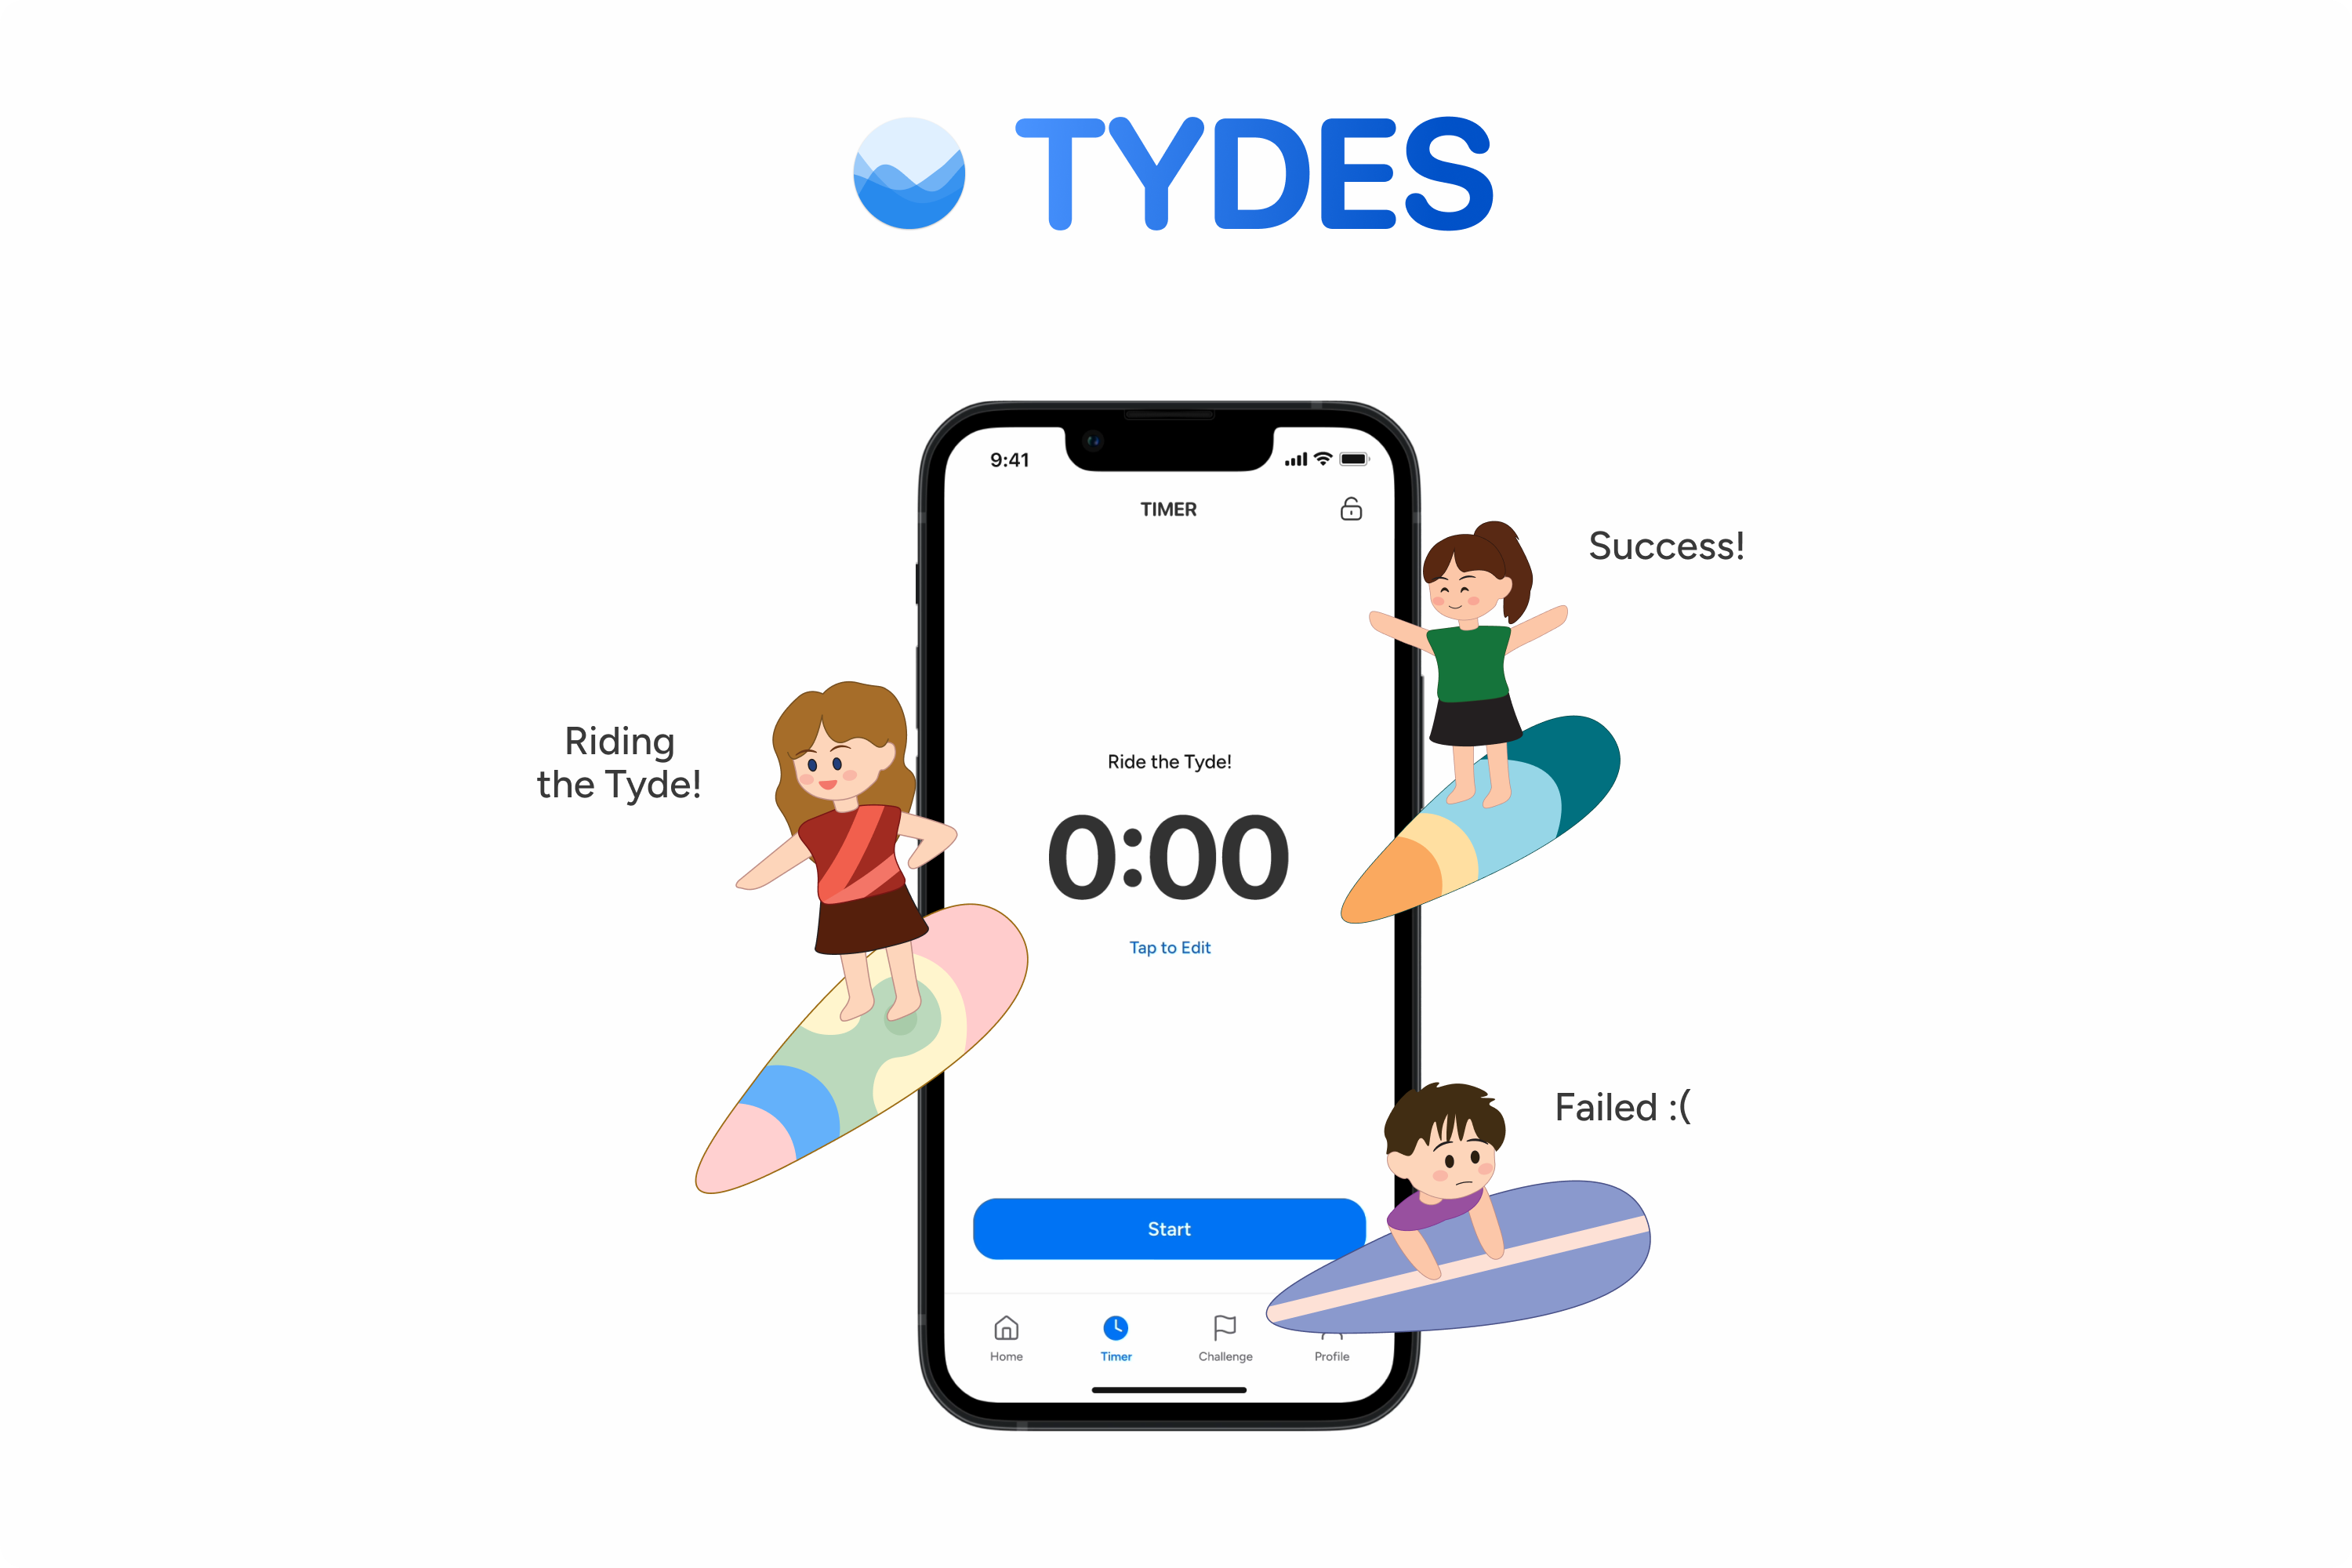 TYDES
9:41
TIMER
Success!
Riding
the Tyde!
Ride the Tyde!
0:00
Tap to Edit
Failed :(
Start
Home
Timer
Challenge
Profile